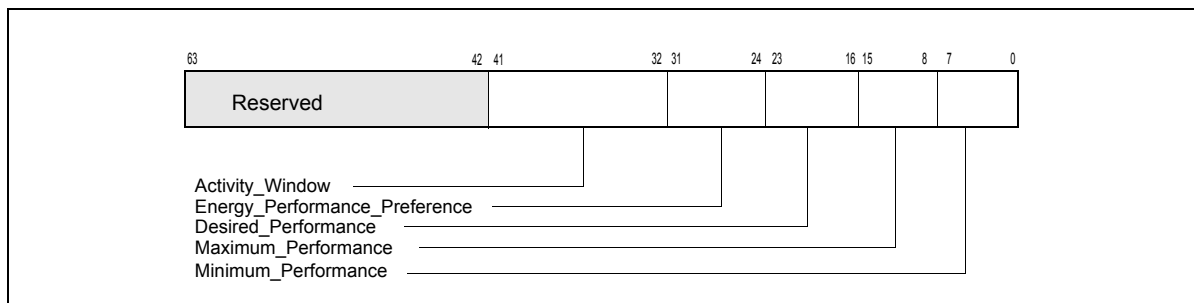 63 42 41 32 31 24 23 16 15 8 7 0
Reserved
Activity_Window
Energy_Performance_Preference
Desired_Performance
Maximum_Performance
Minimum_Performance